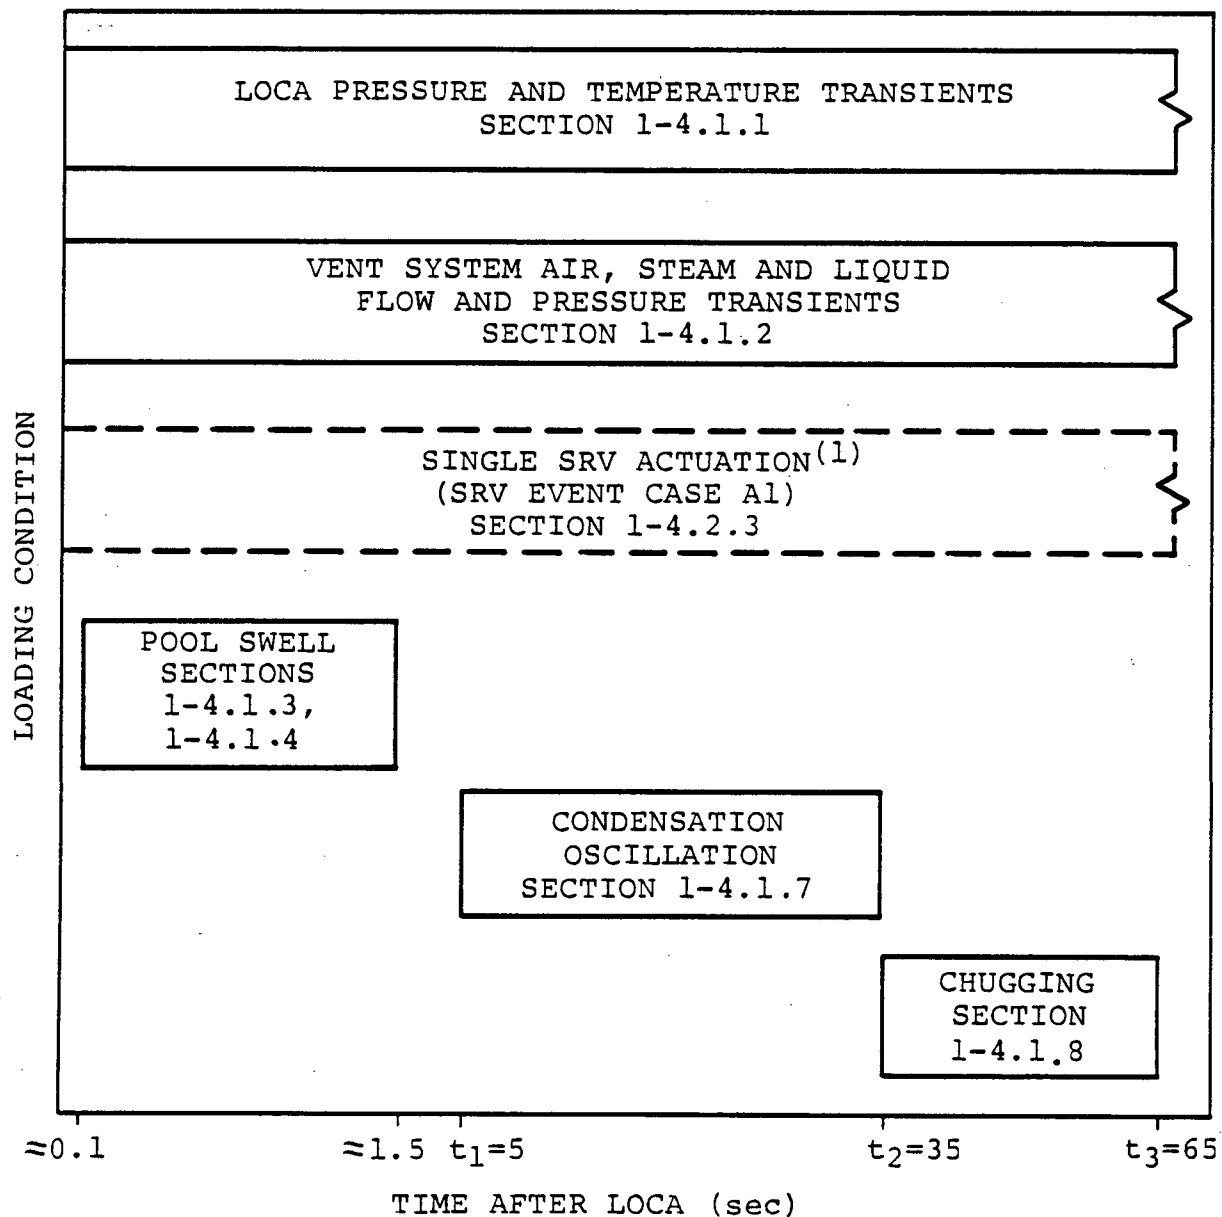 LOCA PRESSURE AND TEMPERATURE TRANSIENTS
SECTION 1-4.1.1
VENT SYSTEM AIR, STEAM AND LIQUID
FLOW AND PRESSURE TRANSIENTS
SECTION 1-4.1.2
SINGLE SRV ACTUATION(1)
(SRV EVENT CASE A1)
SECTION 1-4.2.3
LOADING CONDITION
POOL SWELL
SECTIONS
1-4.1.3,
1-4.1.4
CONDENSATION
OSCILLATION
SECTION 1-4.1.7
CHUGGING
SECTION
1-4.1.8
≈0.1 ≈1.5 t1=5 t2=35 t3=65
TIME AFTER LOCA (sec)